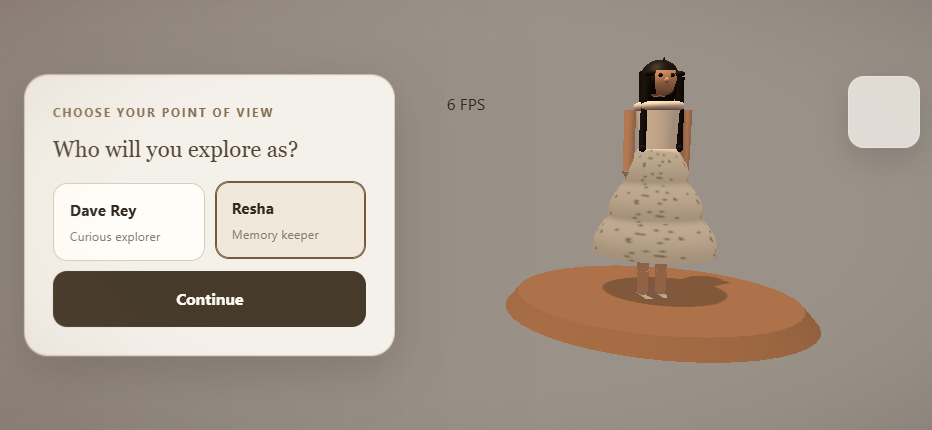 CHOOSE YOUR POINT OF VIEW
Who will you explore as?
Dave Rey
Curious explorer
Resha
Memory keeper
Continue
6 FPS